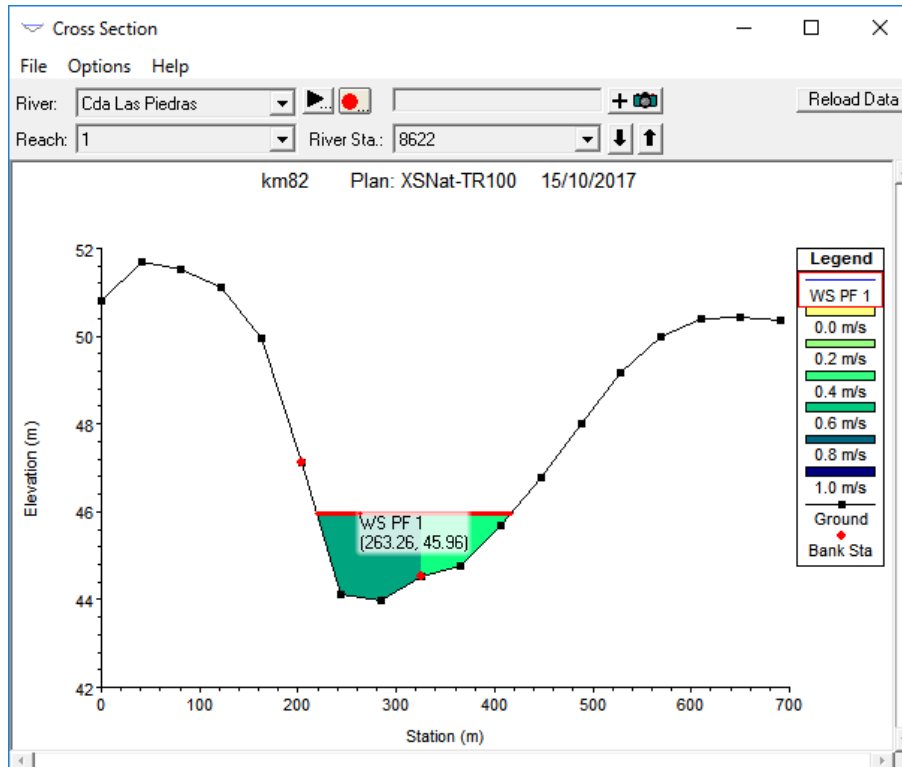 Cross Section
File Options Help
River: Cda Las Piedras Reload Data
Reach: 1 River Sta.: 8622
km82 Plan: XSNat-TR100 15/10/2017
Elevation (m)
52
50
48
46
44
42
0 100 200 300 400 500 600 700
Station (m)
WS PF 1
(263.26, 45.96)
Legend
WS PF 1
0.0 m/s
0.2 m/s
0.4 m/s
0.6 m/s
0.8 m/s
1.0 m/s
Ground
Bank Sta